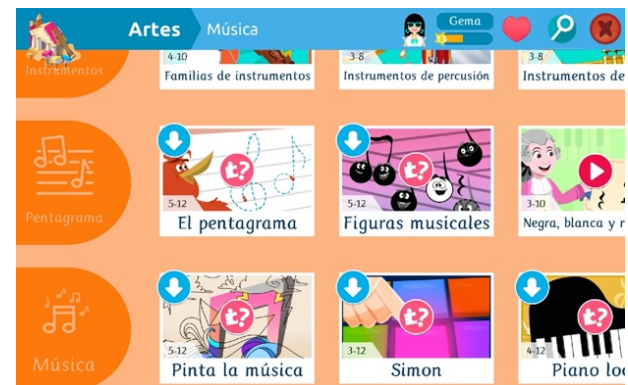 Artes Música Gema
Instrumentos
4-10 3-8 3-8
Familias de instrumentos Instrumentos de percusión Instrumentos de
Pentagrama
5-12 5-12 3-10
El pentagrama Figuras musicales Negra, blanca y r
Música
5-12 3-12 4-12
Pinta la música Simon Piano lo